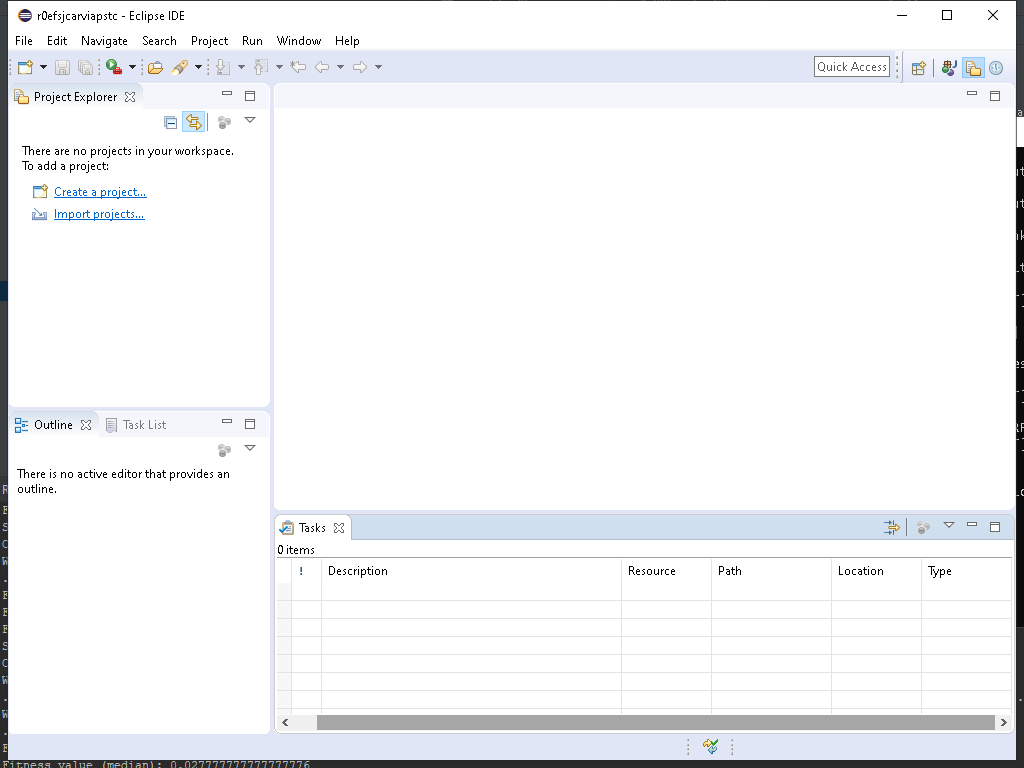 r0efsjcarviapstc - Eclipse IDE
File Edit Navigate Search Project Run Window Help
Quick Access
Project Explorer
There are no projects in your workspace.
To add a project:
Create a project...
Import projects...
Outline Task List
There is no active editor that provides an
outline.
Tasks
0 items
! Description Resource Path Location Type
Fitness value (median): 0.027777777777777776